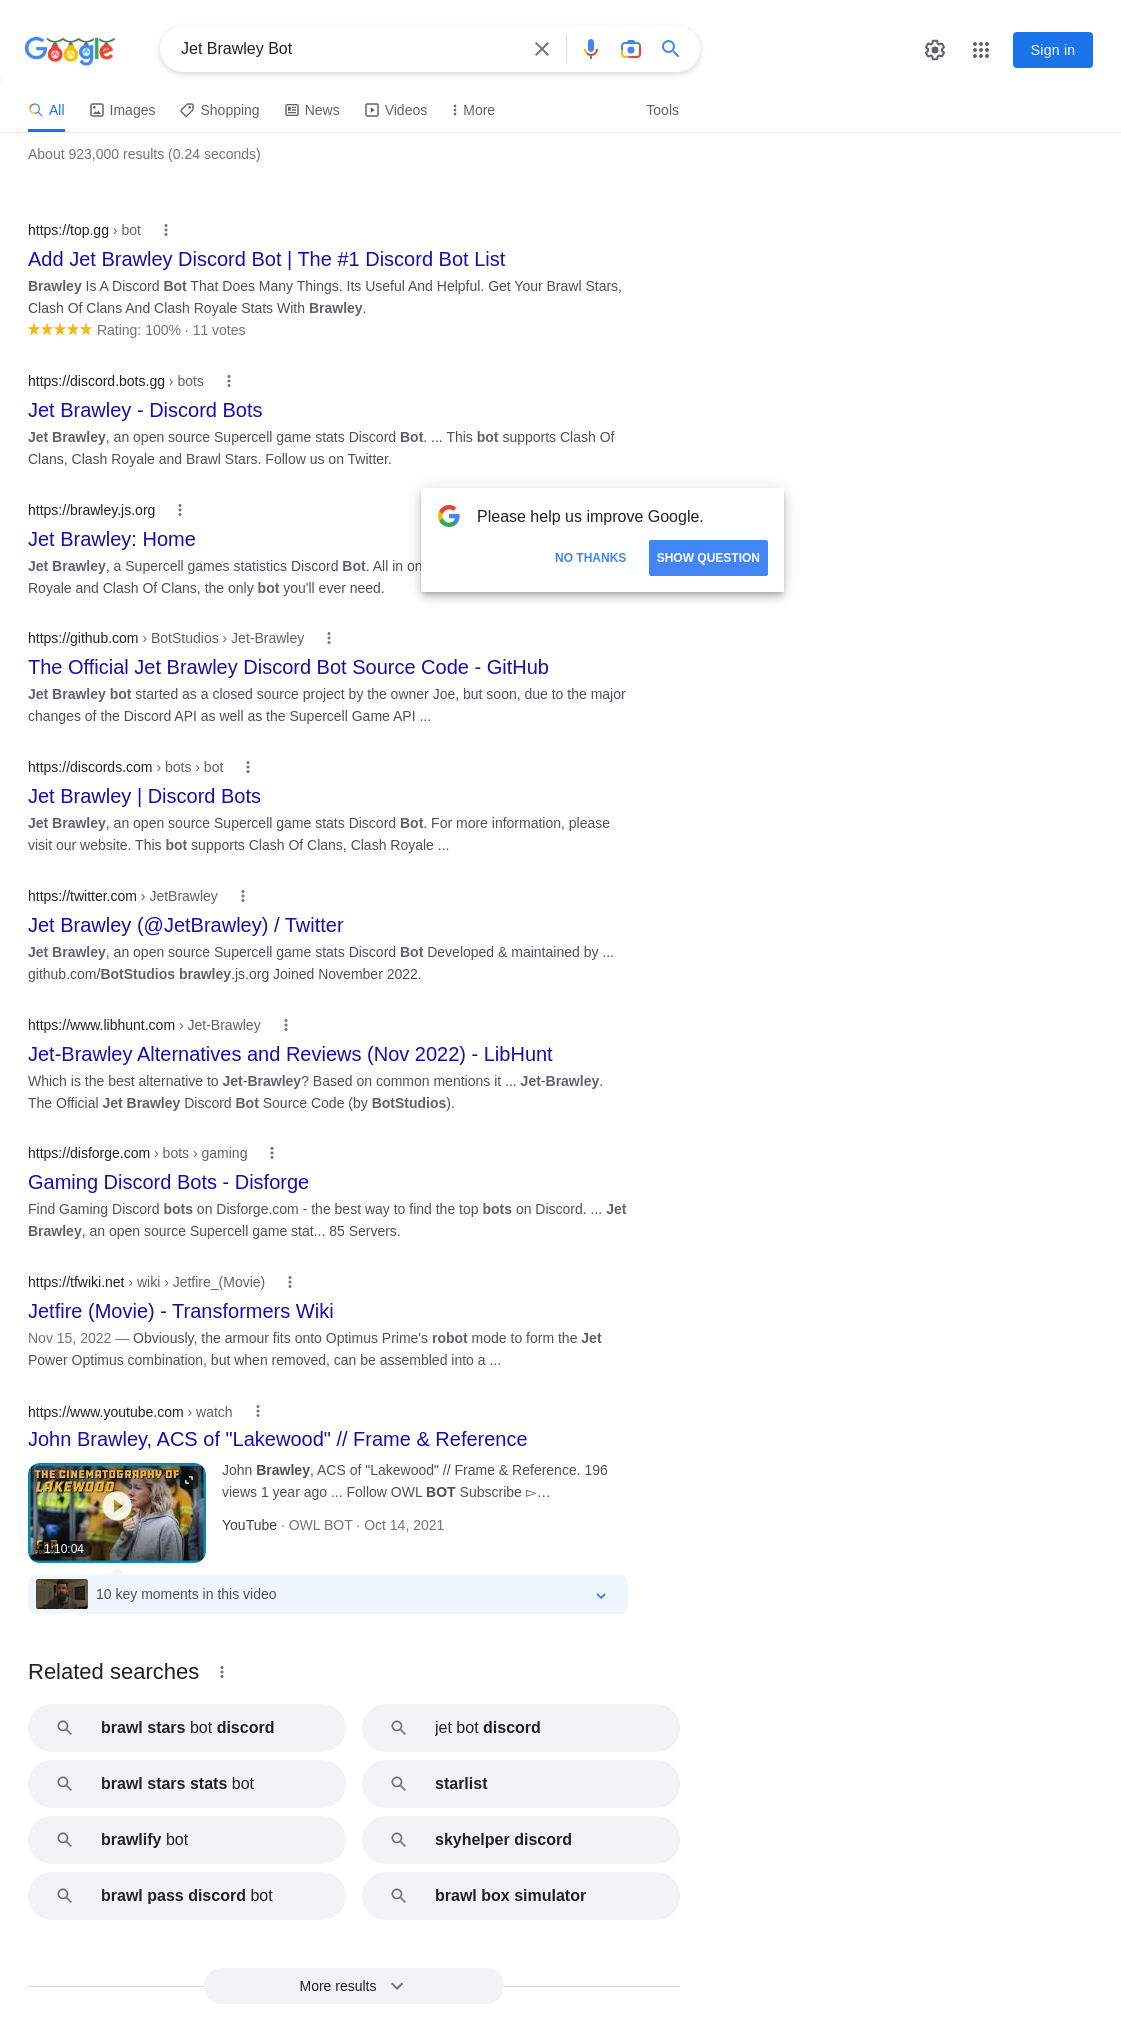 Google
Jet Brawley Bot
Sign in
All Images Shopping News Videos More Tools
About 923,000 results (0.24 seconds)
https://top.gg › bot
Add Jet Brawley Discord Bot | The #1 Discord Bot List
Brawley Is A Discord Bot That Does Many Things. Its Useful And Helpful. Get Your Brawl Stars,
Clash Of Clans And Clash Royale Stats With Brawley.
Rating: 100% · 11 votes
https://discord.bots.gg › bots
Jet Brawley - Discord Bots
Jet Brawley, an open source Supercell game stats Discord Bot. ... This bot supports Clash Of
Clans, Clash Royale and Brawl Stars. Follow us on Twitter.
https://brawley.js.org
Jet Brawley: Home
Jet Brawley, a Supercell games statistics Discord Bot. All in on
Royale and Clash Of Clans, the only bot you'll ever need.
Please help us improve Google.
NO THANKS SHOW QUESTION
https://github.com › BotStudios › Jet-Brawley
The Official Jet Brawley Discord Bot Source Code - GitHub
Jet Brawley bot started as a closed source project by the owner Joe, but soon, due to the major
changes of the Discord API as well as the Supercell Game API ...
https://discords.com › bots › bot
Jet Brawley | Discord Bots
Jet Brawley, an open source Supercell game stats Discord Bot. For more information, please
visit our website. This bot supports Clash Of Clans, Clash Royale ...
https://twitter.com › JetBrawley
Jet Brawley (@JetBrawley) / Twitter
Jet Brawley, an open source Supercell game stats Discord Bot Developed & maintained by ...
github.com/BotStudios brawley.js.org Joined November 2022.
https://www.libhunt.com › Jet-Brawley
Jet-Brawley Alternatives and Reviews (Nov 2022) - LibHunt
Which is the best alternative to Jet-Brawley? Based on common mentions it ... Jet-Brawley.
The Official Jet Brawley Discord Bot Source Code (by BotStudios).
https://disforge.com › bots › gaming
Gaming Discord Bots - Disforge
Find Gaming Discord bots on Disforge.com - the best way to find the top bots on Discord. ... Jet
Brawley, an open source Supercell game stat... 85 Servers.
https://tfwiki.net › wiki › Jetfire_(Movie)
Jetfire (Movie) - Transformers Wiki
Nov 15, 2022 — Obviously, the armour fits onto Optimus Prime's robot mode to form the Jet
Power Optimus combination, but when removed, can be assembled into a ...
https://www.youtube.com › watch
John Brawley, ACS of "Lakewood" // Frame & Reference
THE CINEMATOGRAPHY OF
LAKEWOOD
1:10:04
John Brawley, ACS of "Lakewood" // Frame & Reference. 196
views 1 year ago ... Follow OWL BOT Subscribe ▻…
YouTube · OWL BOT · Oct 14, 2021
10 key moments in this video
Related searches
brawl stars bot discord
jet bot discord
brawl stars stats bot
starlist
brawlify bot
skyhelper discord
brawl pass discord bot
brawl box simulator
More results